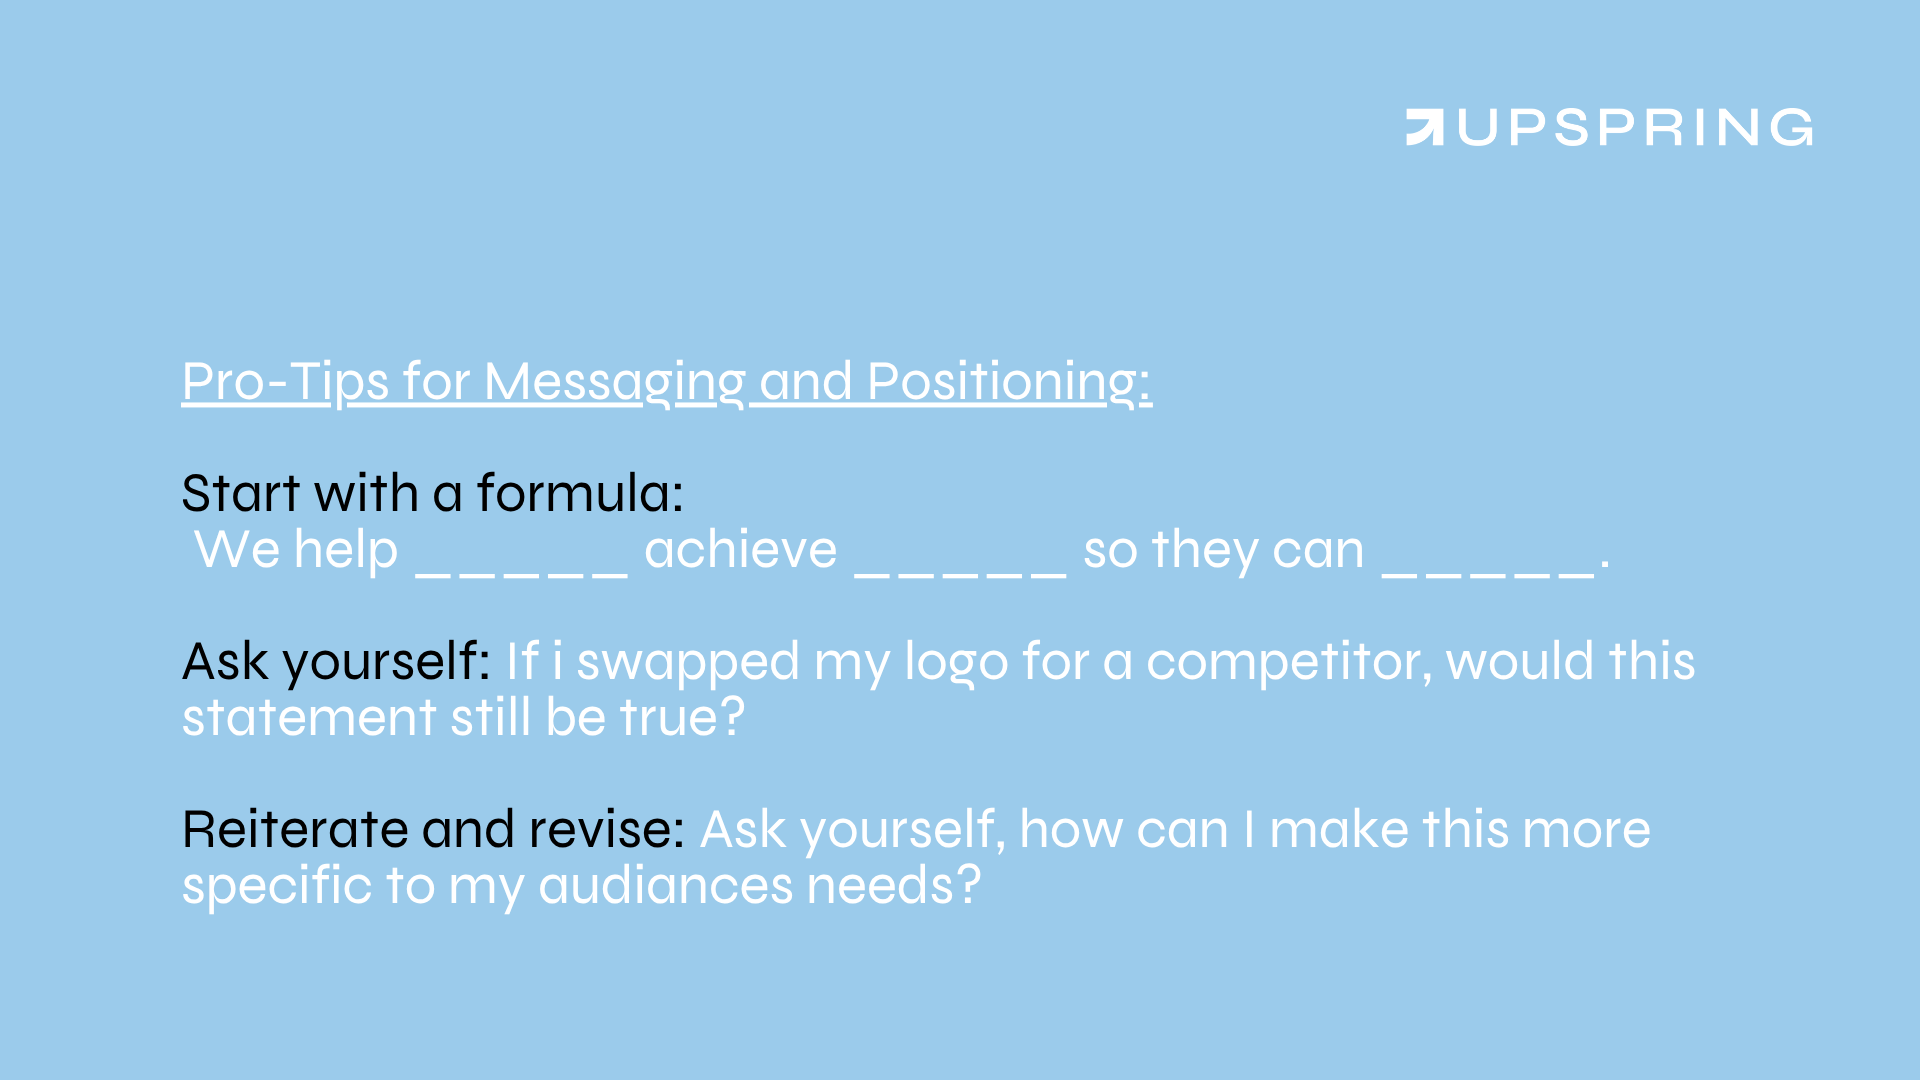 UPSPRING
Pro-Tips for Messaging and Positioning:
Start with a formula:
We help _____ achieve _____ so they can _____.
Ask yourself: If i swapped my logo for a competitor, would this
statement still be true?
Reiterate and revise: Ask yourself, how can I make this more
specific to my audiances needs?